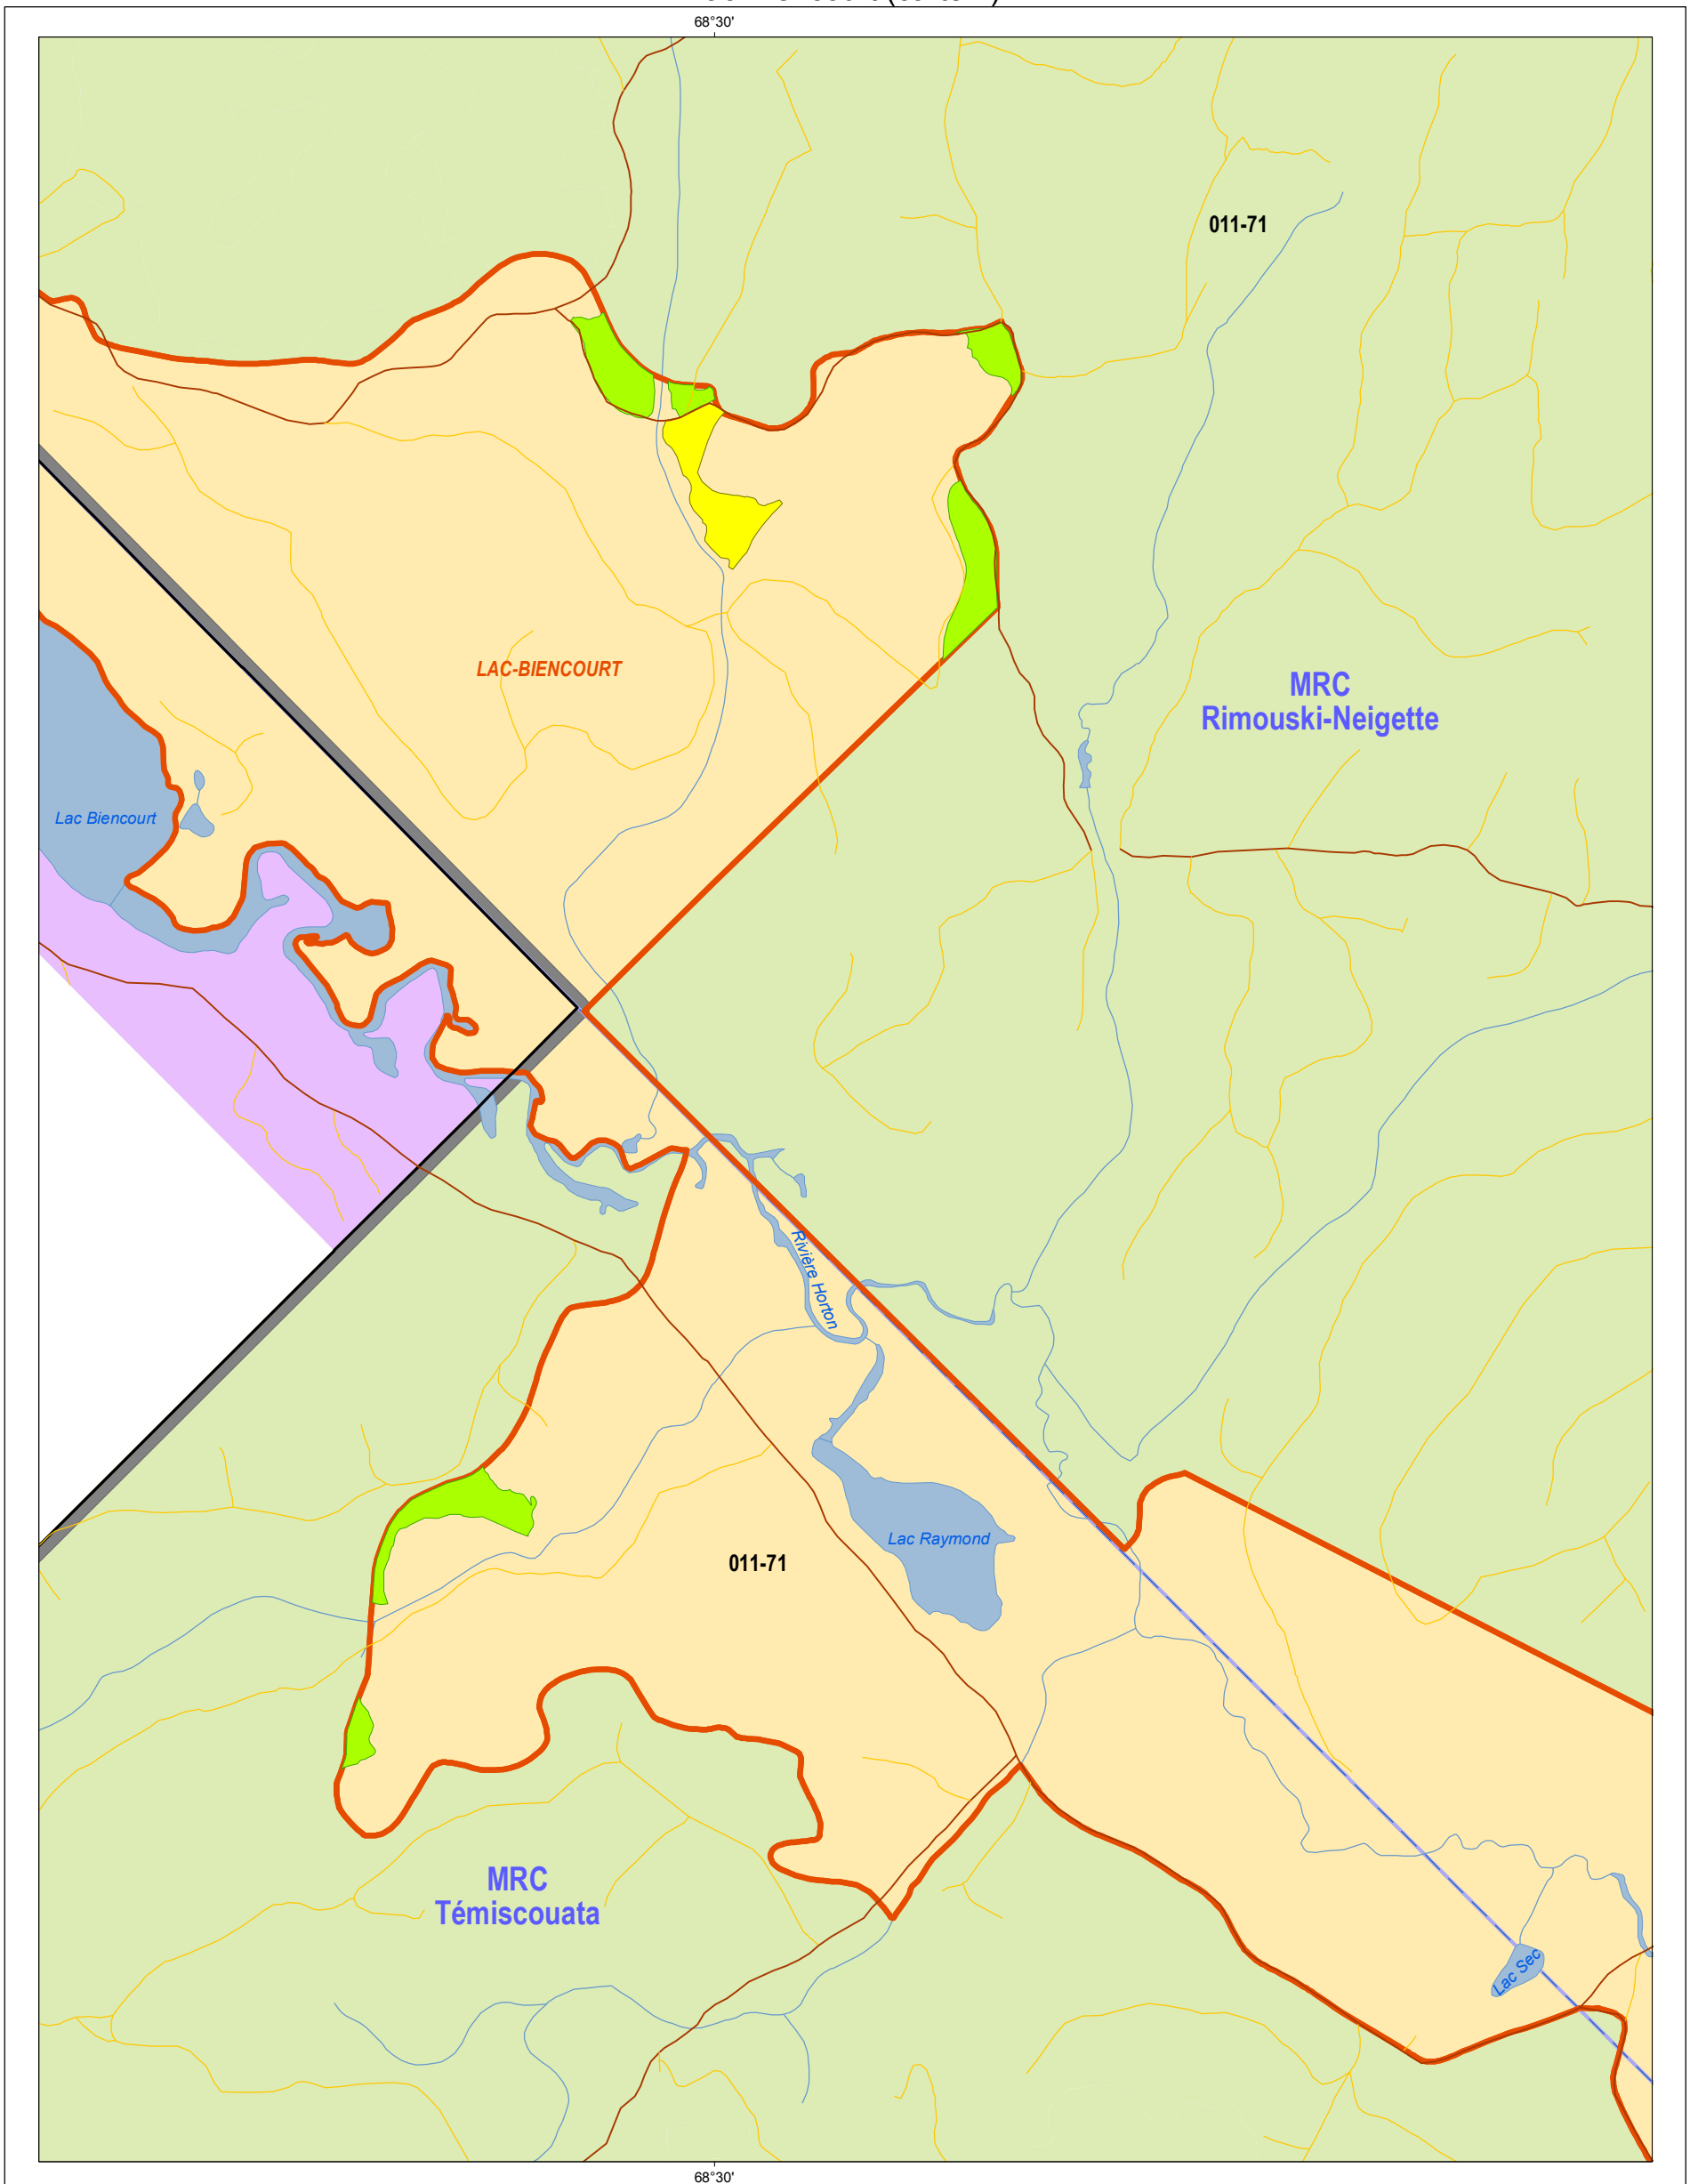 68°30'
011-71
LAC-BIENCOURT
MRC
Rimouski-Neigette
Lac Biencourt
Rivière Horton
Lac Raymond
011-71
MRC
Témiscouata
Lac Sec
68°30'